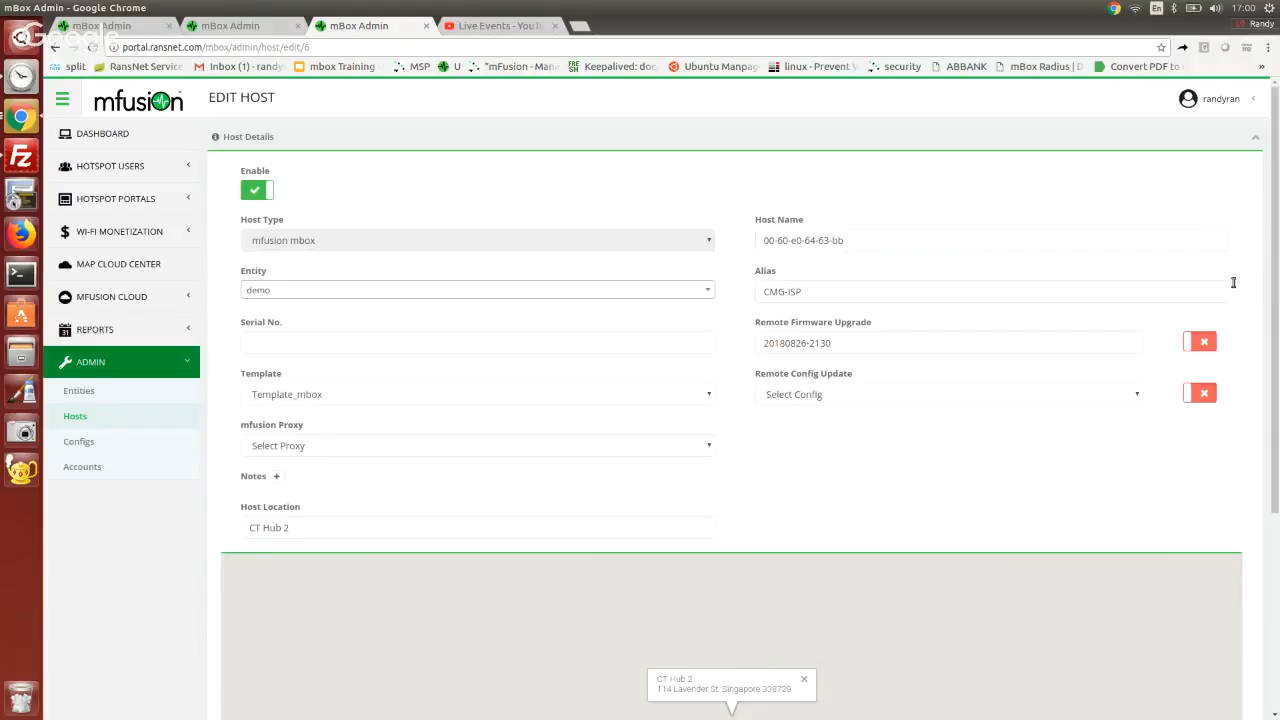 mBox Admin - Google Chrome
17:00
mBox Admin
mBox Admin
mBox Admin
Live Events - YouT
Randy
Google
portal.ransnet.com/mbox/admin/host/edit/6
split
RansNet Service
Inbox (1) - randy
mbox Training
MSP
U
"mFusion - Mane
Keepalived: doc
Ubuntu Manpag
linux - Prevent V
security
ABBANK
mBox Radius | D
Convert PDF to
»
mfusion
EDIT HOST
randyran
DASHBOARD
HOTSPOT USERS
HOTSPOT PORTALS
WI-FI MONETIZATION
MAP CLOUD CENTER
MFUSION CLOUD
REPORTS
ADMIN
Entities
Hosts
Configs
Accounts
Host Details
Enable
Host Type
mfusion mbox
Host Name
00-60-e0-64-63-bb
Entity
demo
Alias
CMG-ISP
Serial No.
Remote Firmware Upgrade
20180826-2130
Template
Template_mbox
Remote Config Update
Select Config
mfusion Proxy
Select Proxy
Notes +
Host Location
CT Hub 2
CT Hub 2
114 Lavender St, Singapore 338729